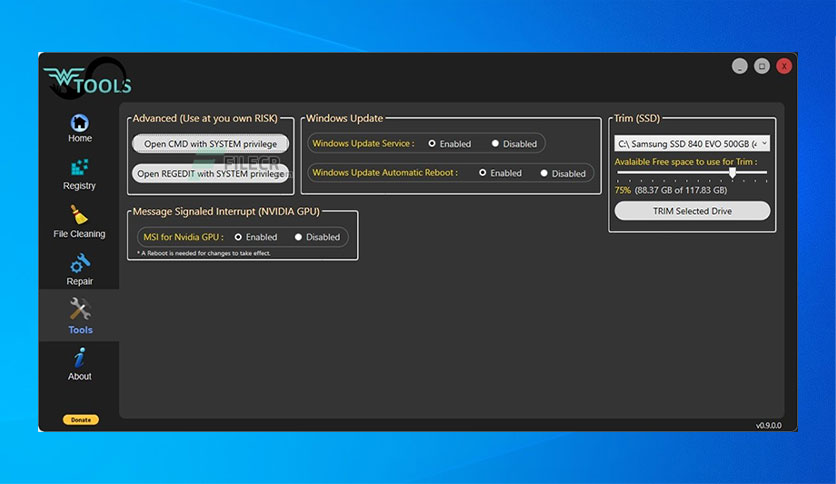 W TOOLS
_ □ X
Home
Registry
File Cleaning
Repair
Tools
About
Donate
Advanced (Use at you own RISK)
Open CMD with SYSTEM privilege
FILECR
Open REGEDIT with SYSTEM privilege
Windows Update
Windows Update Service : Enabled Disabled
Windows Update Automatic Reboot : Enabled Disabled
Trim (SSD)
C:\ Samsung SSD 840 EVO 500GB (
Avalaible Free space to use for Trim :
75% (88.37 GB of 117.83 GB)
TRIM Selected Drive
Message Signaled Interrupt (NVIDIA GPU)
MSI for Nvidia GPU : Enabled Disabled
* A Reboot is needed for changes to take effect.
v0.9.0.0